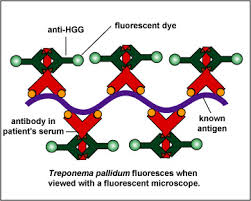 anti-HGG
fluorescent dye
antibody in
patient's serum
known
antigen
Treponema pallidum fluoresces when
viewed with a fluorescent microscope.